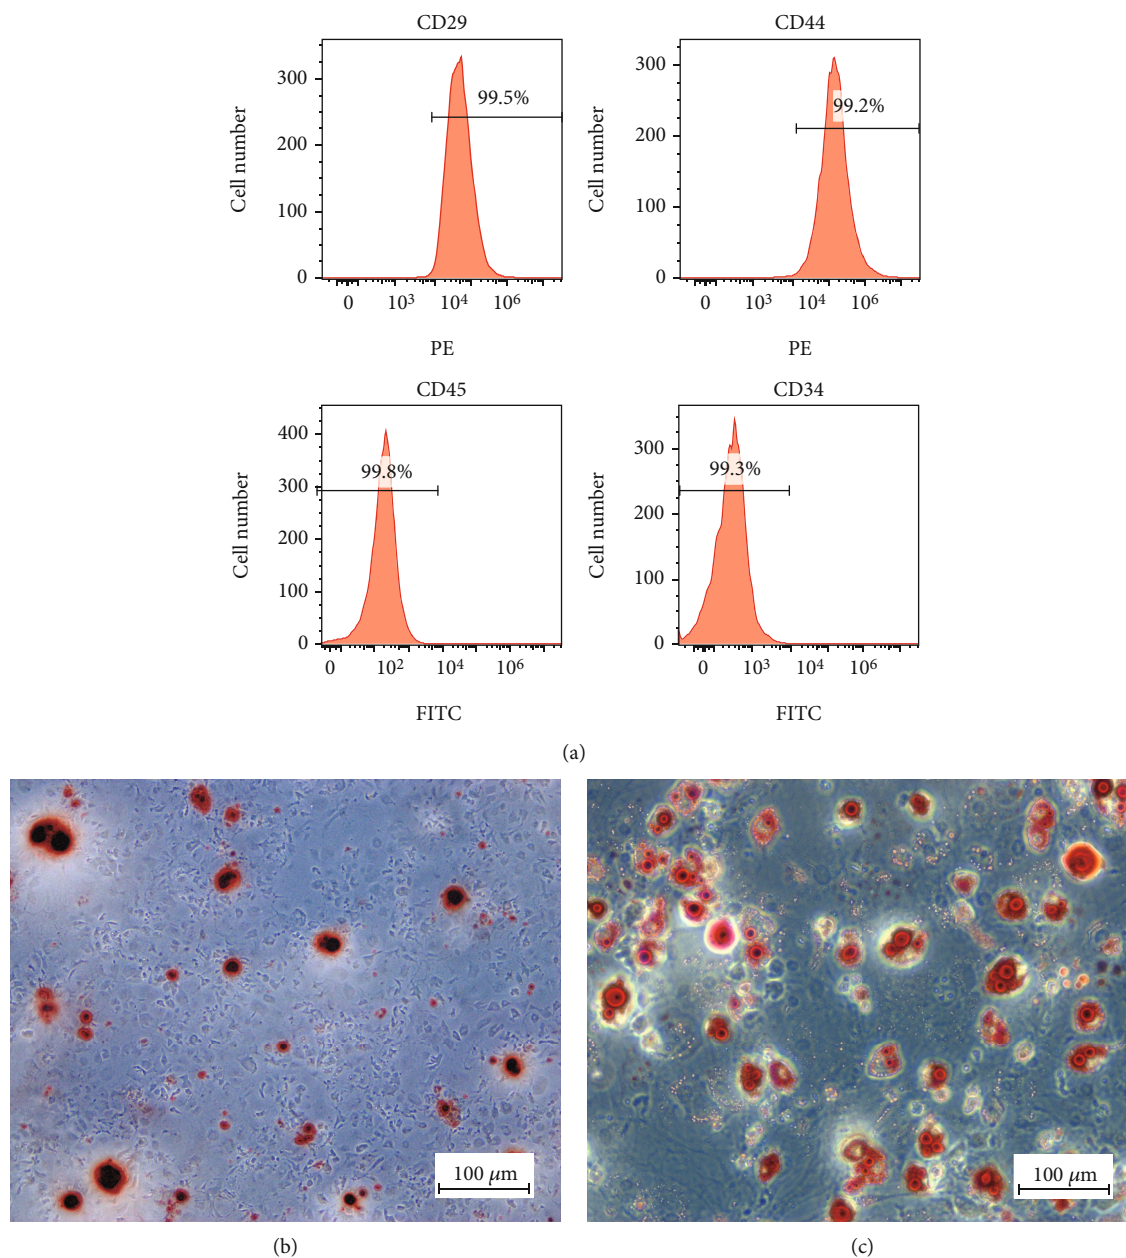 CD29
CD44
300
200
100
0
99.5%
Cell number
0 10³ 10⁴ 10⁶
PE
300
200
100
0
99.2%
Cell number
0 10³ 10⁴ 10⁶
PE
CD45
CD34
400
300
200
100
0
99.8%
Cell number
0 10² 10⁴ 10⁶
FITC
300
200
100
0
99.3%
Cell number
0 10³ 10⁴ 10⁶
FITC
(a)
100 μm
100 μm
(b)
(c)